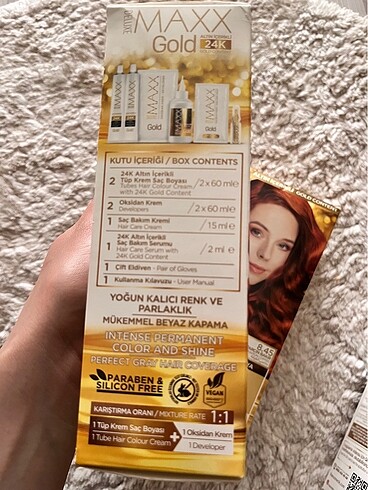 DELUXE
MAXX
Gold ALTIN İÇERİKLİ
24K
MAXX
Gold
KUTU İÇERİĞİ / BOX CONTENTS
2 24K Altın İçerikli
Tüp Krem Saç Boyası
Tubes Hair Colour Cream
with 24K Gold Content / 2 x 60 ml℮
2 Oksidan Krem
Developers / 2 x 60 ml℮
1 Saç Bakım Kremi
Hair Care Cream / 15 ml℮
1 24K Altın İçerikli
Saç Bakım Serumu
Hair Care Serum with
24K Gold Content / 2 ml ℮
1 Çift Eldiven - Pair of Gloves
1 Kullanma Kılavuzu - User Manual
YOĞUN KALICI RENK VE
PARLAKLIK
MÜKEMMEL BEYAZ KAPAMA
INTENSE PERMANENT
COLOR AND SHINE
PERFECT GRAY HAIR COVERAGE
PARABEN &
SILICON FREE
VEGAN
KARIŞTIRMA ORANI / MIXTURE RATE 1:1
1 Tüp Krem Saç Boyası
1 Tube Hair Colour Cream + 1 Oksidan Krem
1 Developer
8.45